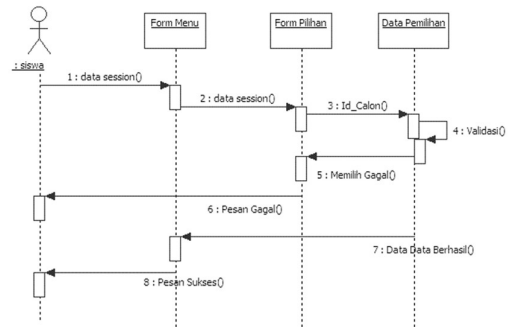 Form Menu
Form Pilihan
Data Pemilihan
: siswa
1 : data session()
2 : data session()
3 : Id_Calon()
4 : Validasi()
5 : Memilih Gagal()
6 : Pesan Gagal()
7 : Data Data Berhasil()
8 : Pesan Sukses()